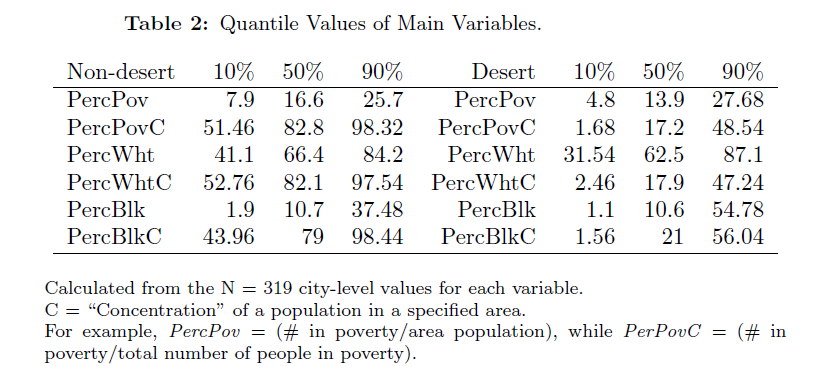 Table 2: Quantile Values of Main Variables.
Non-desert 10% 50% 90% Desert 10% 50% 90%
PercPov 7.9 16.6 25.7 PercPov 4.8 13.9 27.68
PercPovC 51.46 82.8 98.32 PercPovC 1.68 17.2 48.54
PercWht 41.1 66.4 84.2 PercWht 31.54 62.5 87.1
PercWhtC 52.76 82.1 97.54 PercWhtC 2.46 17.9 47.24
PercBlk 1.9 10.7 37.48 PercBlk 1.1 10.6 54.78
PercBlkC 43.96 79 98.44 PercBlkC 1.56 21 56.04
Calculated from the N = 319 city-level values for each variable.
C = “Concentration” of a population in a specified area.
For example, PercPov = (# in poverty/area population), while PerPovC = (# in
poverty/total number of people in poverty).